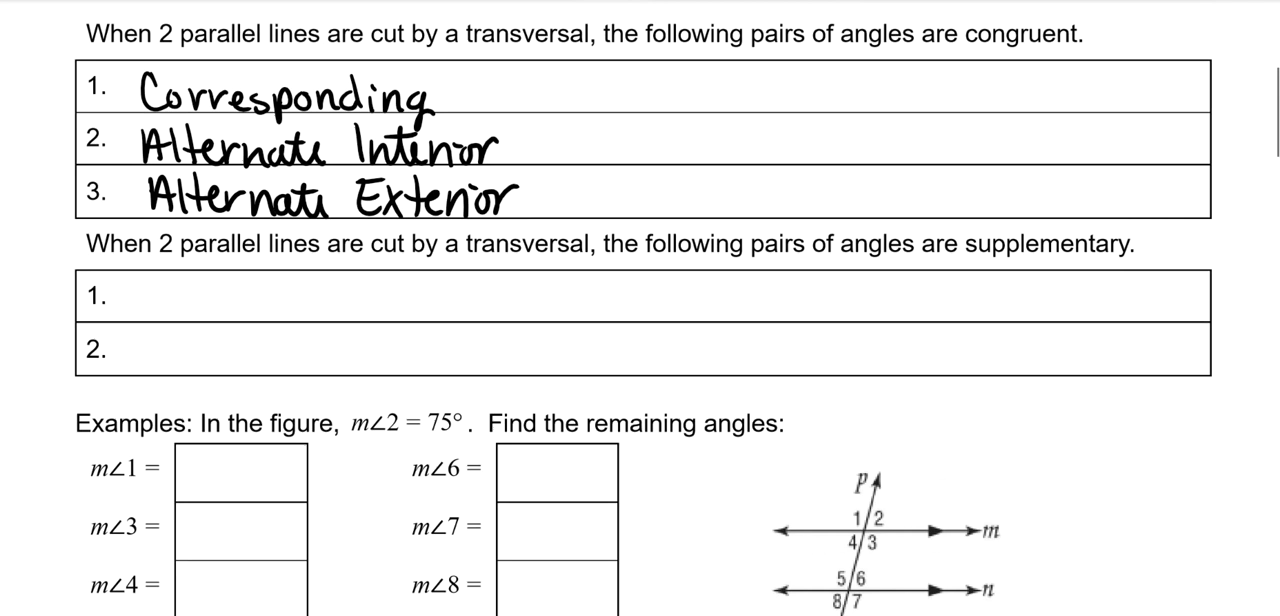 When 2 parallel lines are cut by a transversal, the following pairs of angles are congruent.
1. Corresponding
2. Alternate Interior
3. Alternate Exterior
When 2 parallel lines are cut by a transversal, the following pairs of angles are supplementary.
1.
2.
Examples: In the figure, m∠2 = 75°. Find the remaining angles:
m∠1 =
m∠6 =
m∠3 =
m∠7 =
m∠4 =
m∠8 =
p
1 2
m
4 3
5 6
n
8 7